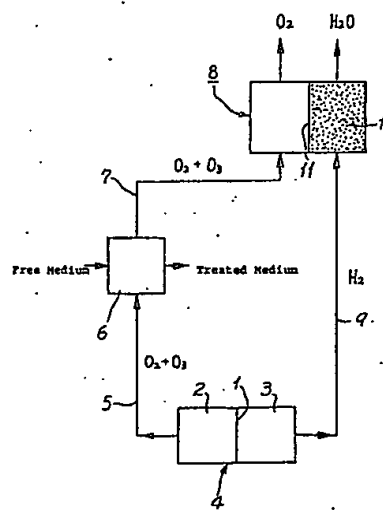 O₂ H₂O
8
11 1
O₂ + O₃
7
Free Medium Treated Medium
6
H₂
9
O₂+O₃
5
2 1 3
4